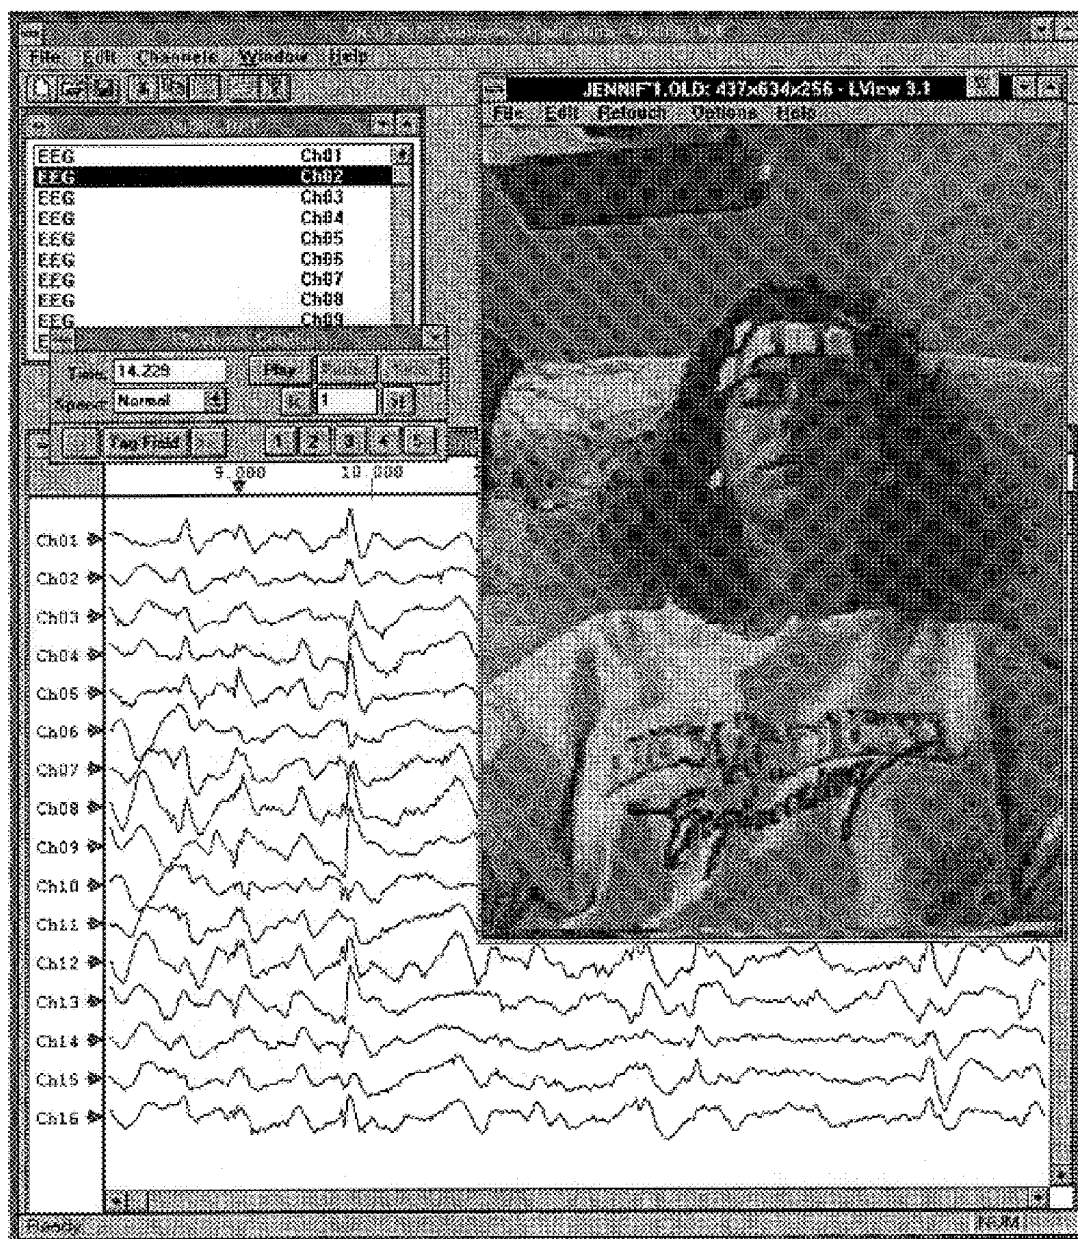 File Edit Channels Window Help
JENNIF~1.OLD: 437x634x256 - LView 3.1
File Edit Retouch Options Help
EEG Ch01
EEG Ch02
EEG Ch03
EEG Ch04
EEG Ch05
EEG Ch06
EEG Ch07
EEG Ch08
EEG Ch09
E
Time: 14.229 Play
Speed: Normal 1
Tag Field 1 2 3 4 5
9.000 10.000
Ch01
Ch02
Ch03
Ch04
Ch05
Ch06
Ch07
Ch08
Ch09
Ch10
Ch11
Ch12
Ch13
Ch14
Ch15
Ch16
Ready NUM